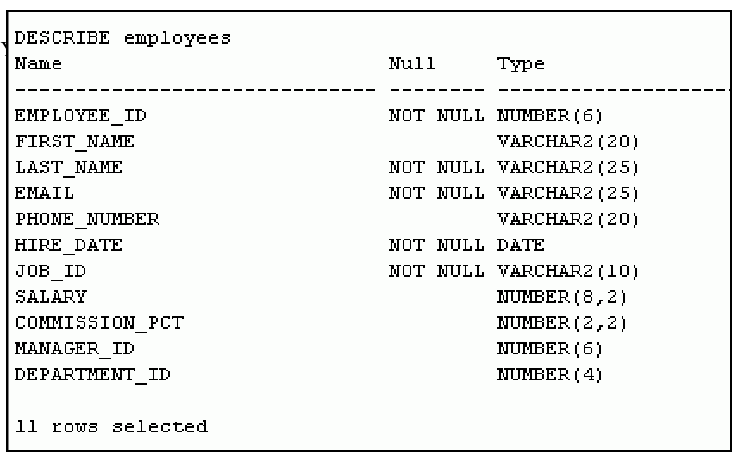 DESCRIBE employees
Name Null Type
------------------------------ -------- --------------------
EMPLOYEE_ID NOT NULL NUMBER(6)
FIRST_NAME VARCHAR2(20)
LAST_NAME NOT NULL VARCHAR2(25)
EMAIL NOT NULL VARCHAR2(25)
PHONE_NUMBER VARCHAR2(20)
HIRE_DATE NOT NULL DATE
JOB_ID NOT NULL VARCHAR2(10)
SALARY NUMBER(8,2)
COMMISSION_PCT NUMBER(2,2)
MANAGER_ID NUMBER(6)
DEPARTMENT_ID NUMBER(4)
11 rows selected